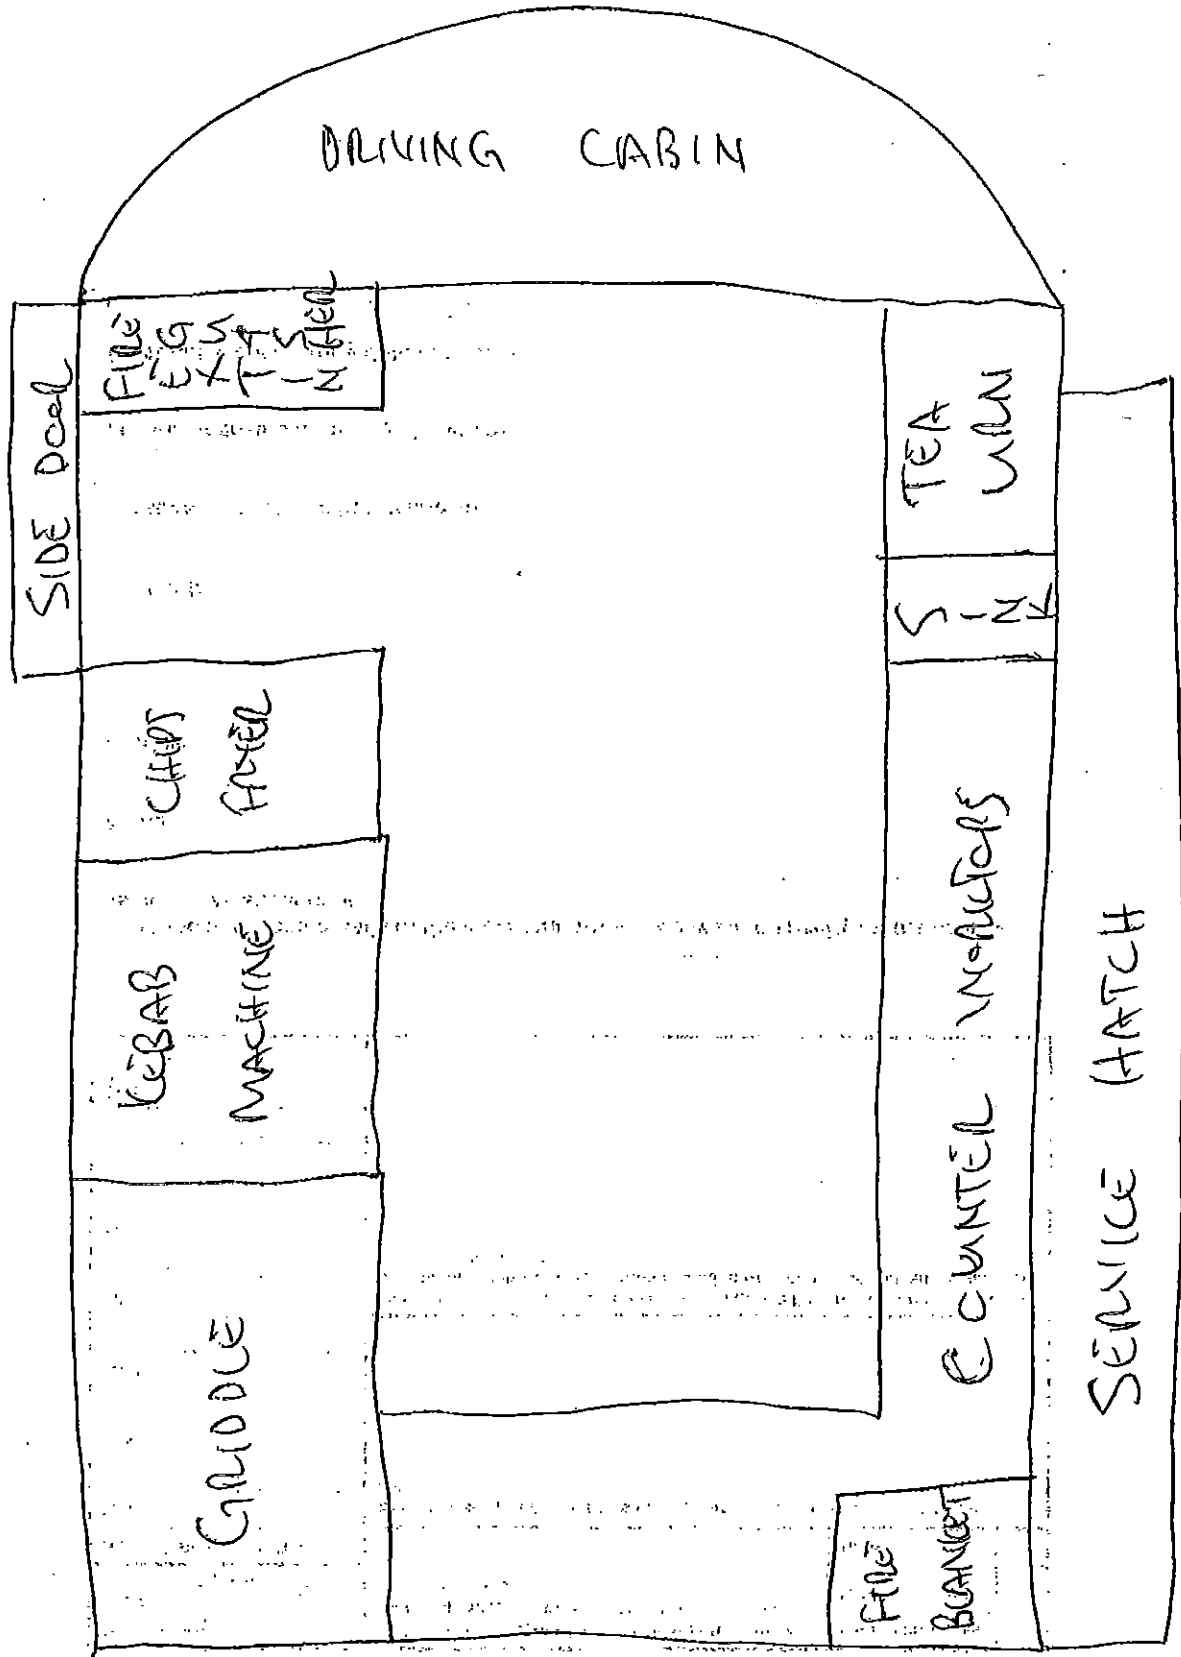 DRIVING CABIN
SIDE DOOR
FIRE
EXTINGUISHER
TEA
URN
SINK
CHIPS
FRYER
KEBAB
MACHINE
GRIDDLE
COUNTER WORKTOPS
SERVICE HATCH
FIRE
BLANKET